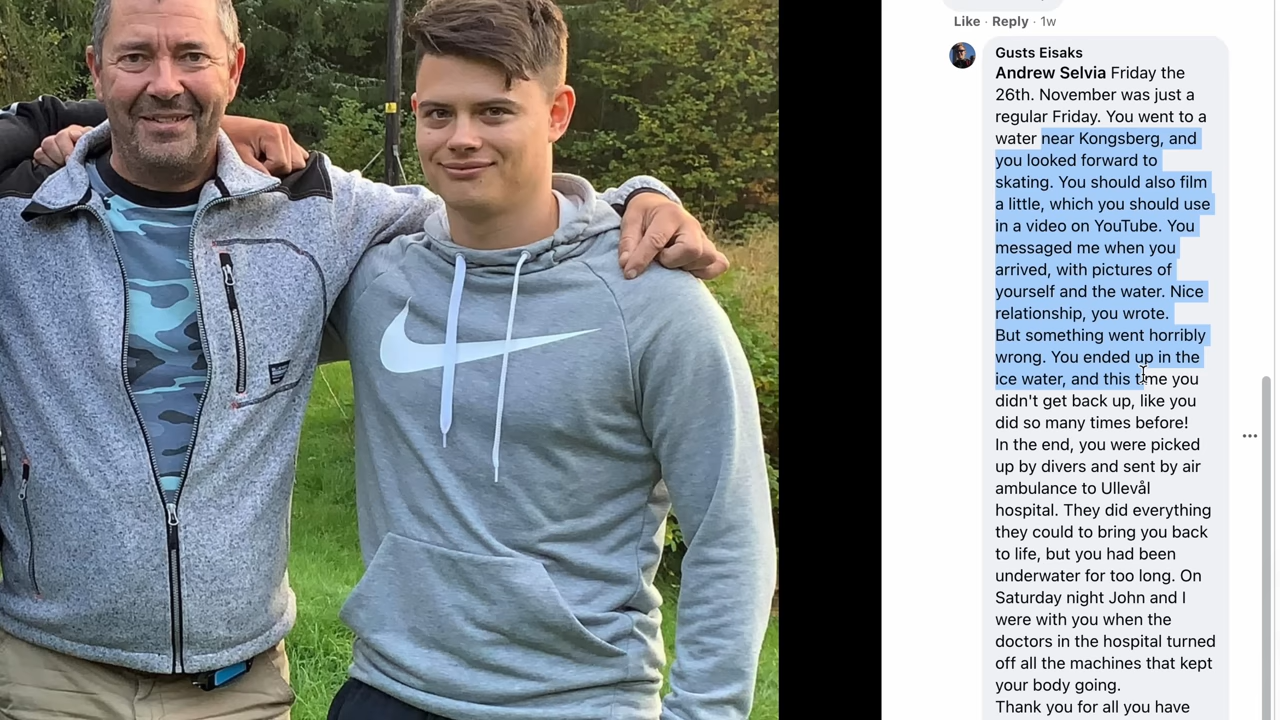 Like · Reply · 1w
Gusts Eisaks
Andrew Selvia Friday the
26th. November was just a
regular Friday. You went to a
water near Kongsberg, and
you looked forward to
skating. You should also film
a little, which you should use
in a video on YouTube. You
messaged me when you
arrived, with pictures of
yourself and the water. Nice
relationship, you wrote.
But something went horribly
wrong. You ended up in the
ice water, and this time you
didn't get back up, like you
did so many times before!
In the end, you were picked
up by divers and sent by air
ambulance to Ullevål
hospital. They did everything
they could to bring you back
to life, but you had been
underwater for too long. On
Saturday night John and I
were with you when the
doctors in the hospital turned
off all the machines that kept
your body going.
Thank you for all you have